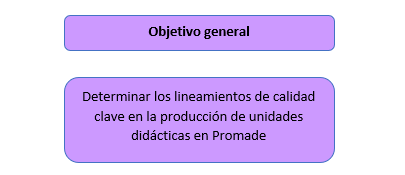 Objetivo general
Determinar los lineamientos de calidad
clave en la producción de unidades
didácticas en Promade